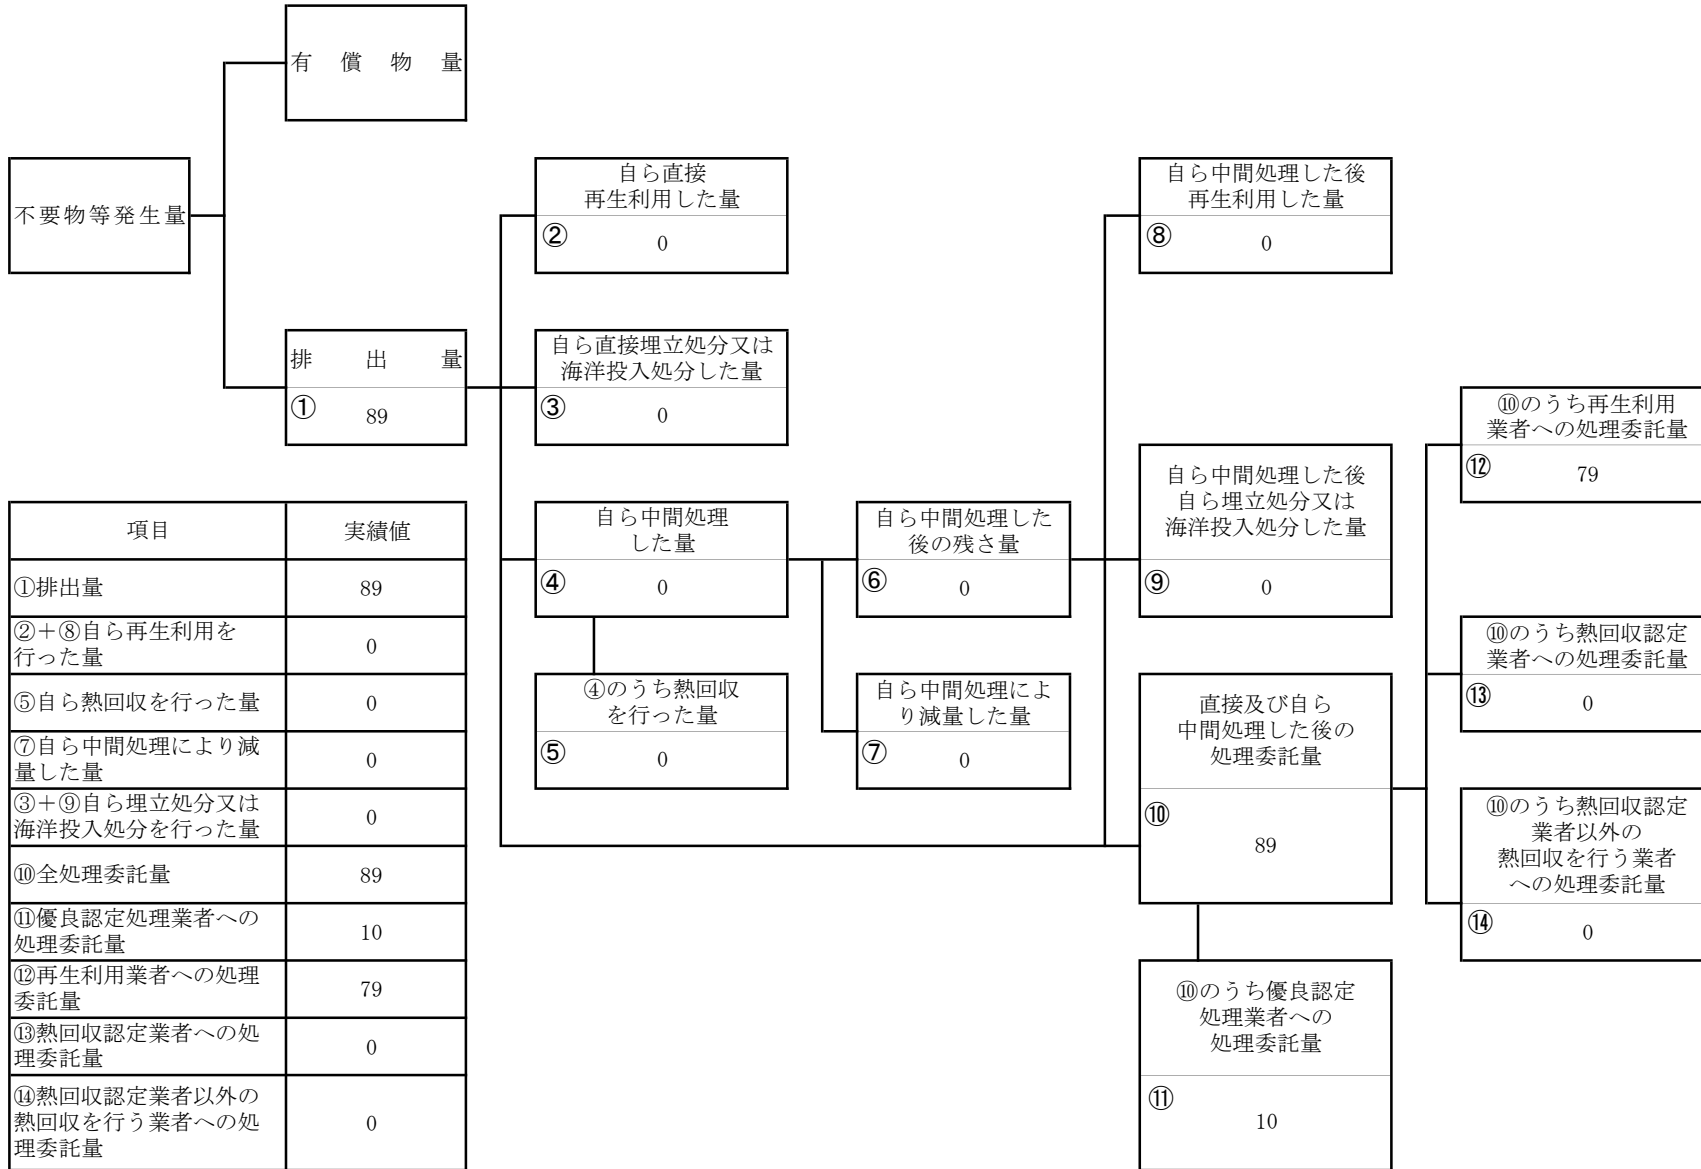 有償物量
不要物等発生量
排出量
①
89
自ら直接
再生利用した量
②
0
自ら直接埋立処分又は
海洋投入処分した量
③
0
自ら中間処理
した量
④
0
④のうち熱回収
を行った量
⑤
0
自ら中間処理した
後の残さ量
⑥
0
自ら中間処理によ
り減量した量
⑦
0
自ら中間処理した後
再生利用した量
⑧
0
自ら中間処理した後
自ら埋立処分又は
海洋投入処分した量
⑨
0
直接及び自ら
中間処理した後の
処理委託量
⑩
89
⑩のうち優良認定
処理業者への
処理委託量
⑪
10
⑩のうち再生利用
業者への処理委託量
⑫
79
⑩のうち熱回収認定
業者への処理委託量
⑬
0
⑩のうち熱回収認定
業者以外の
熱回収を行う業者
への処理委託量
⑭
0
項目 実績値
①排出量 89
②＋⑧自ら再生利用を
行った量 0
⑤自ら熱回収を行った量 0
⑦自ら中間処理により減
量した量 0
③＋⑨自ら埋立処分又は
海洋投入処分を行った量 0
⑩全処理委託量 89
⑪優良認定処理業者への
処理委託量 10
⑫再生利用業者への処理
委託量 79
⑬熱回収認定業者への処
理委託量 0
⑭熱回収認定業者以外の
熱回収を行う業者への処
理委託量 0